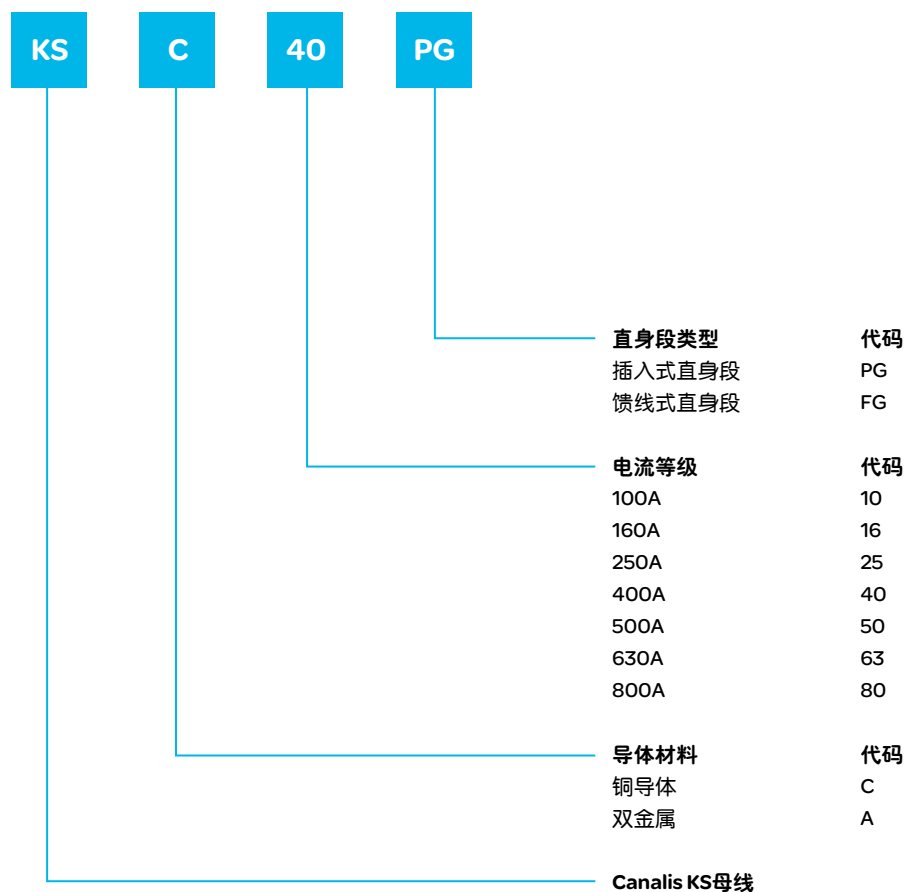 KS C 40 PG
直身段类型 代码
插入式直身段 PG
馈线式直身段 FG
电流等级 代码
100A 10
160A 16
250A 25
400A 40
500A 50
630A 63
800A 80
导体材料 代码
铜导体 C
双金属 A
Canalis KS母线